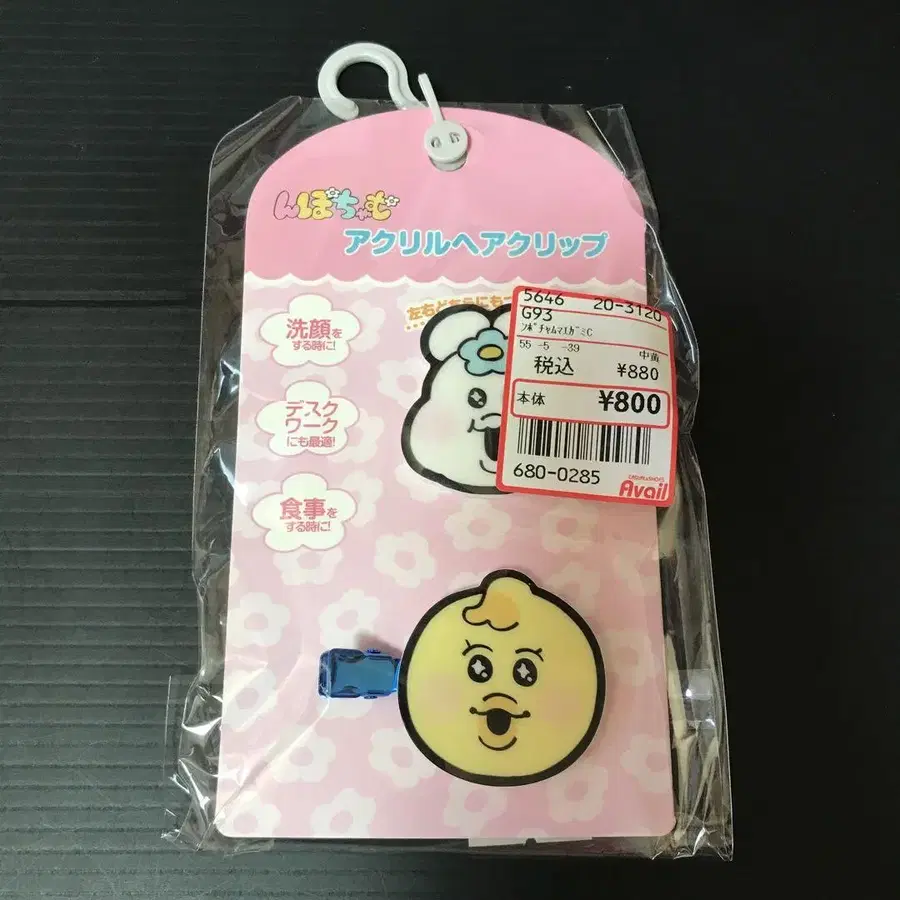 んぽちゃむ
アクリルヘアクリップ
左右どちらにもつ
洗顔を
する時に!
デスク
ワーク
にも最適!
食事を
する時に!
5646 20-3120
G93
ンポチャムマエガミC
55 -5 -39 中黄
税込 ¥880
本体 ¥800
680-0285
Avail